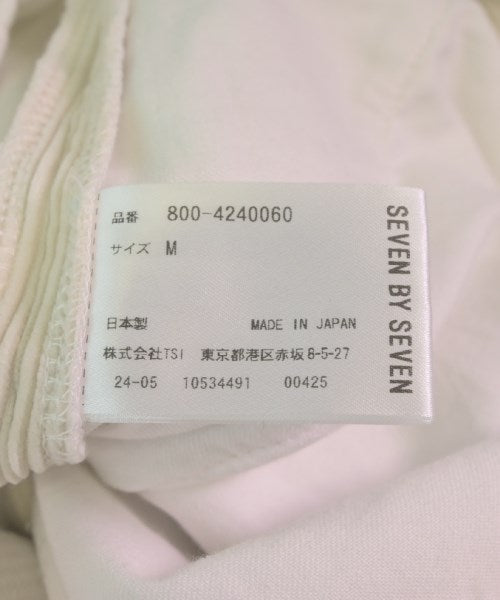 品番 800-4240060
サイズ M
日本製 MADE IN JAPAN
株式会社TSI 東京都港区赤坂8-5-27
24-05 10534491 00425
SEVEN BY SEVEN